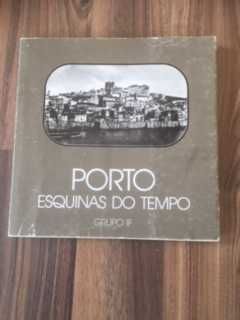 PORTO
ESQUINAS DO TEMPO
GRUPO IF